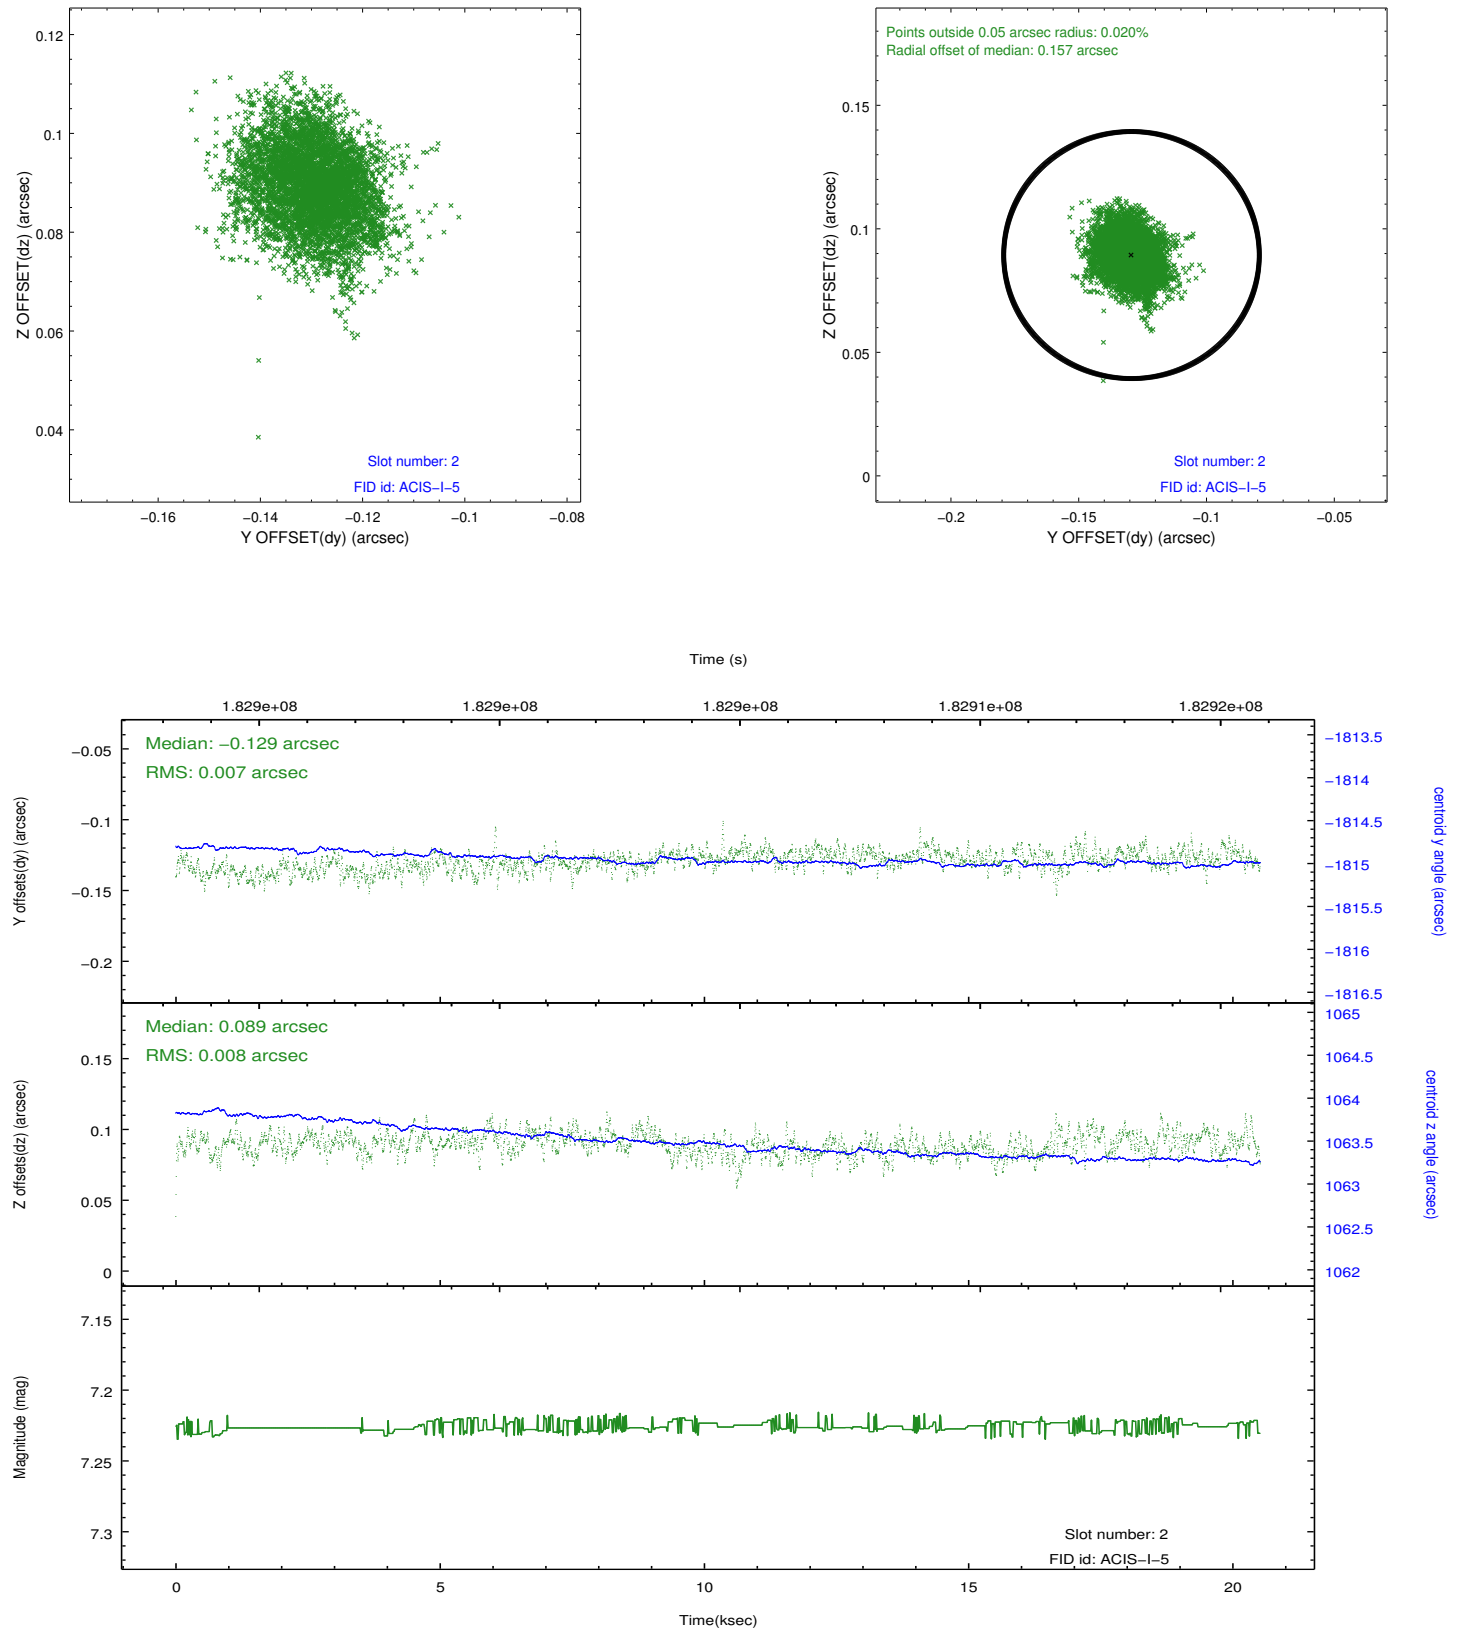 0.12
0.1
0.08
0.06
0.04
Z OFFSET(dz) (arcsec)
Slot number: 2
FID id: ACIS−I−5
−0.16 −0.14 −0.12 −0.1 −0.08
Y OFFSET(dy) (arcsec)
Points outside 0.05 arcsec radius: 0.020%
Radial offset of median: 0.157 arcsec
0.15
0.1
0.05
0
Z OFFSET(dz) (arcsec)
Slot number: 2
FID id: ACIS−I−5
−0.2 −0.15 −0.1 −0.05
Y OFFSET(dy) (arcsec)
Time (s)
1.829e+08 1.829e+08 1.829e+08 1.8291e+08 1.8292e+08
Median: −0.129 arcsec
RMS: 0.007 arcsec
−0.05
−0.1
−0.15
−0.2
Y offsets(dy) (arcsec)
−1813.5
−1814
−1814.5
−1815
−1815.5
−1816
−1816.5
centroid y angle (arcsec)
Median: 0.089 arcsec
RMS: 0.008 arcsec
0.15
0.1
0.05
0
Z offsets(dz) (arcsec)
1065
1064.5
1064
1063.5
1063
1062.5
1062
centroid z angle (arcsec)
7.15
7.2
7.25
7.3
Magnitude (mag)
Slot number: 2
FID id: ACIS−I−5
0 5 10 15 20
Time(ksec)